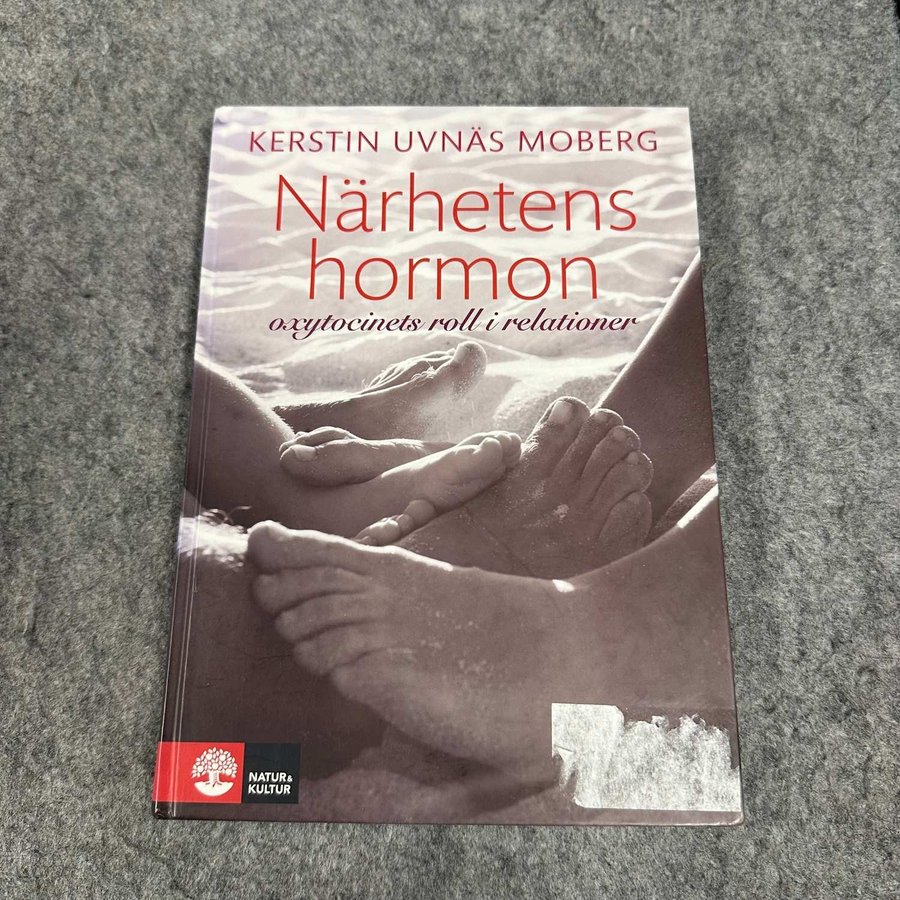 KERSTIN UVNÄS MOBERG
Närhetens
hormon
oxytocinets roll i relationer
NATUR&
KULTUR